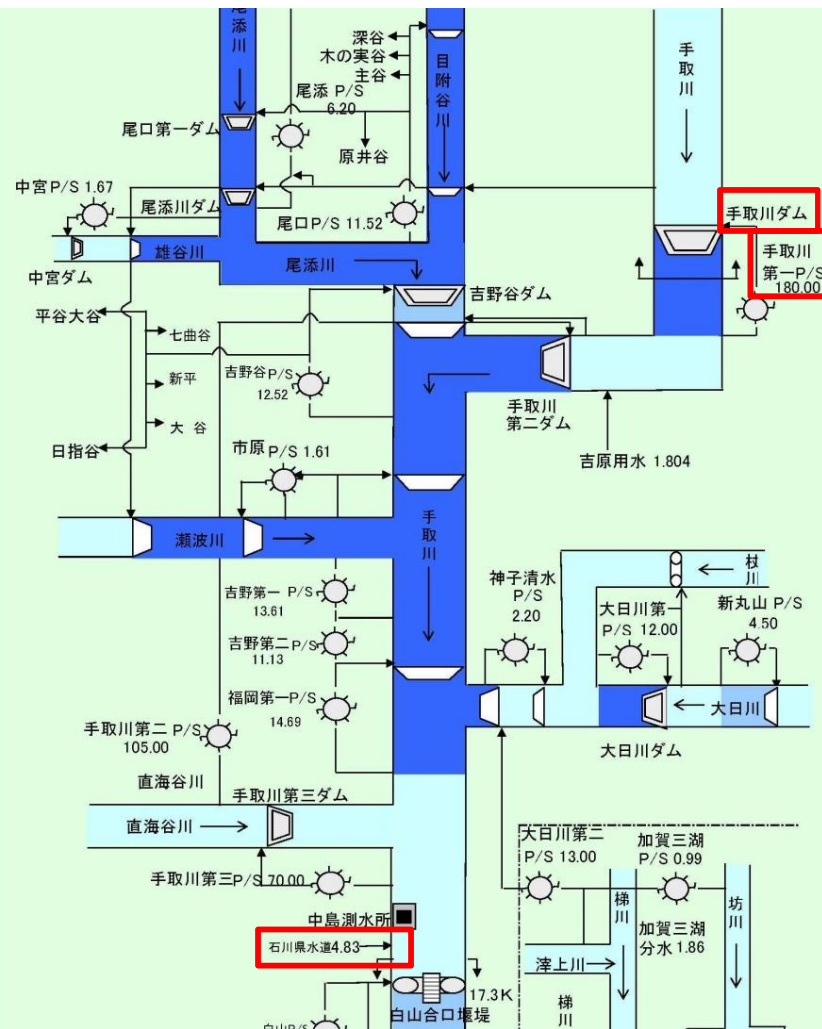 尾添川
目附谷川
手取川
深谷
木の実谷
主谷
尾添 P/S
6.20
尾口第一ダム
原井谷
中宮P/S 1.67
尾添川ダム
尾口P/S 11.52
手取川ダム
手取川
第一P/S
180.00
雄谷川
尾添川
中宮ダム
吉野谷ダム
平谷大谷
七曲谷
新平
大 谷
日指谷
吉野谷P/S
12.52
手取川
第二ダム
市原 P/S 1.61
吉原用水 1.804
瀬波川
手取川
吉野第一 P/S
13.61
吉野第二P/S
11.13
福岡第一P/S
14.69
神子清水
P/S
2.20
大日川第一
P/S 12.00
新丸山 P/S
4.50
大日川
大日川ダム
手取川第二 P/S
105.00
直海谷川
手取川第三ダム
直海谷川
手取川第三P/S 70.00
中島測水所
石川県水道4.83
17.3K
白山合口堰堤
白山P/S
大日川第二
P/S 13.00
加賀三湖
P/S 0.99
梯川
坊川
加賀三湖
分水 1.86
滓上川
梯川